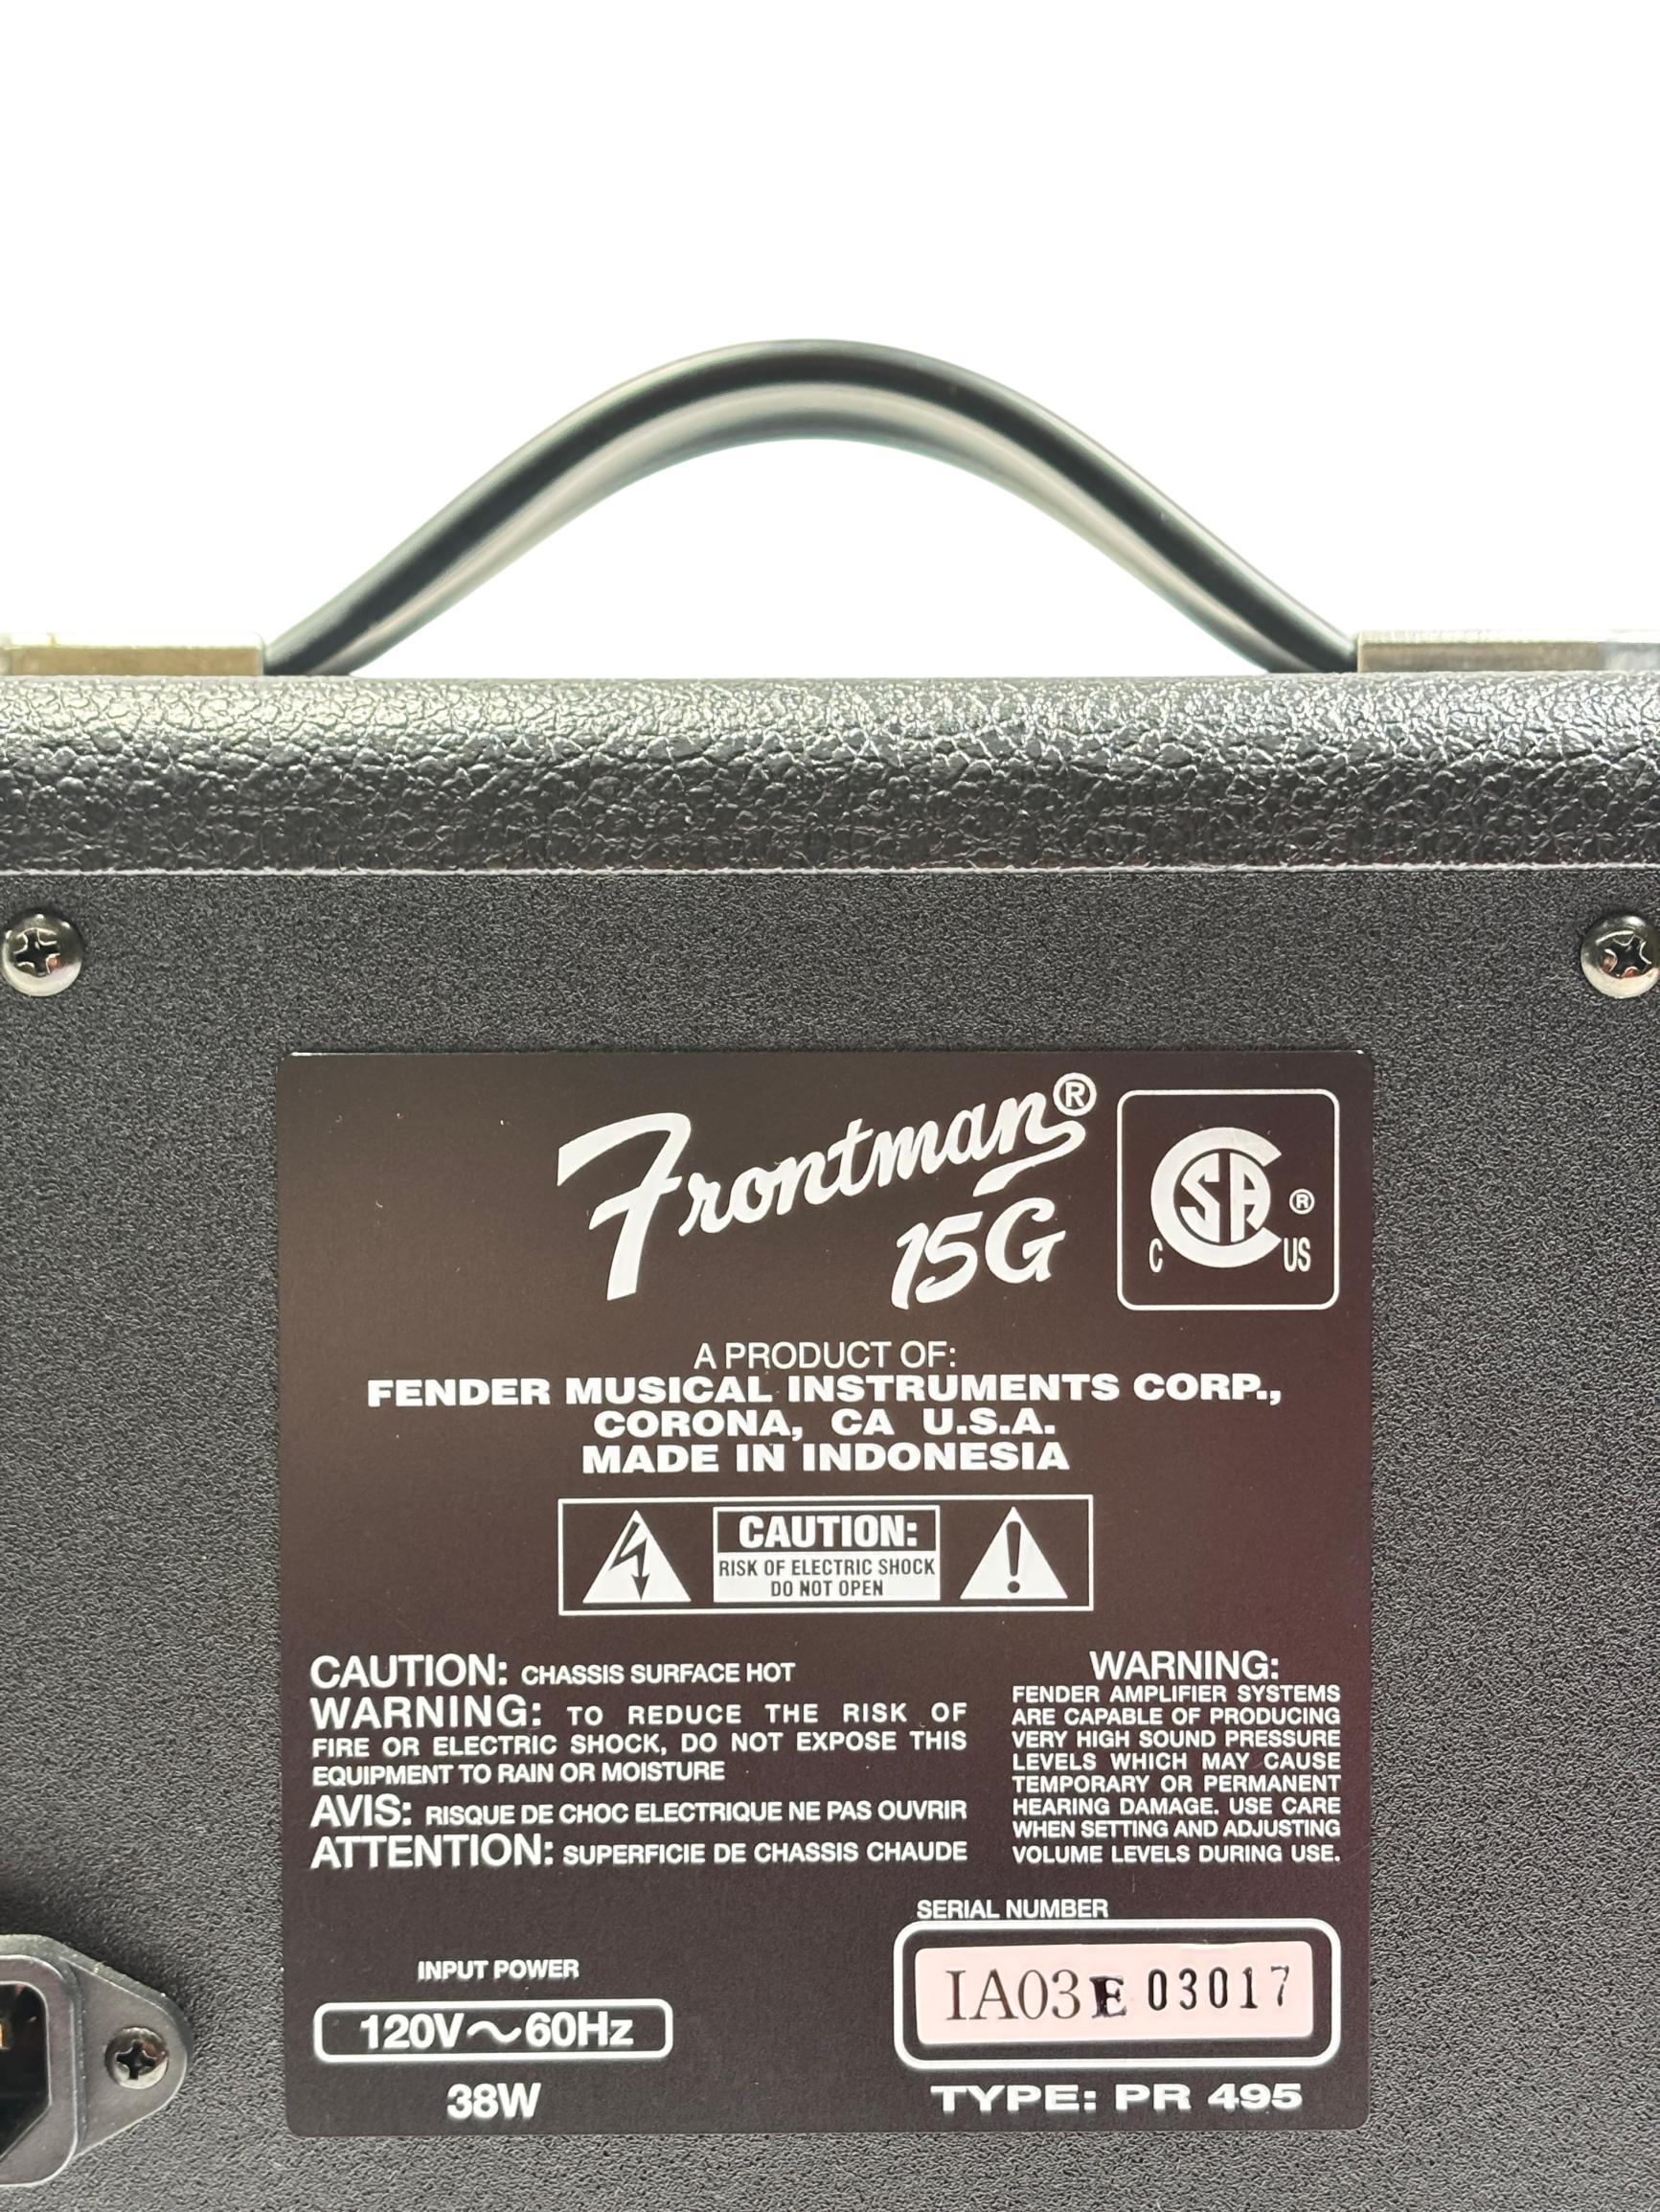 Frontman®
15G
C SA ® US
A PRODUCT OF:
FENDER MUSICAL INSTRUMENTS CORP.,
CORONA, CA U.S.A.
MADE IN INDONESIA
CAUTION:
RISK OF ELECTRIC SHOCK
DO NOT OPEN
CAUTION: CHASSIS SURFACE HOT
WARNING: TO REDUCE THE RISK OF
FIRE OR ELECTRIC SHOCK, DO NOT EXPOSE THIS
EQUIPMENT TO RAIN OR MOISTURE
AVIS: RISQUE DE CHOC ELECTRIQUE NE PAS OUVRIR
ATTENTION: SUPERFICIE DE CHASSIS CHAUDE
WARNING:
FENDER AMPLIFIER SYSTEMS
ARE CAPABLE OF PRODUCING
VERY HIGH SOUND PRESSURE
LEVELS WHICH MAY CAUSE
TEMPORARY OR PERMANENT
HEARING DAMAGE. USE CARE
WHEN SETTING AND ADJUSTING
VOLUME LEVELS DURING USE.
INPUT POWER
120V~60Hz
38W
SERIAL NUMBER
IA03E 03017
TYPE: PR 495